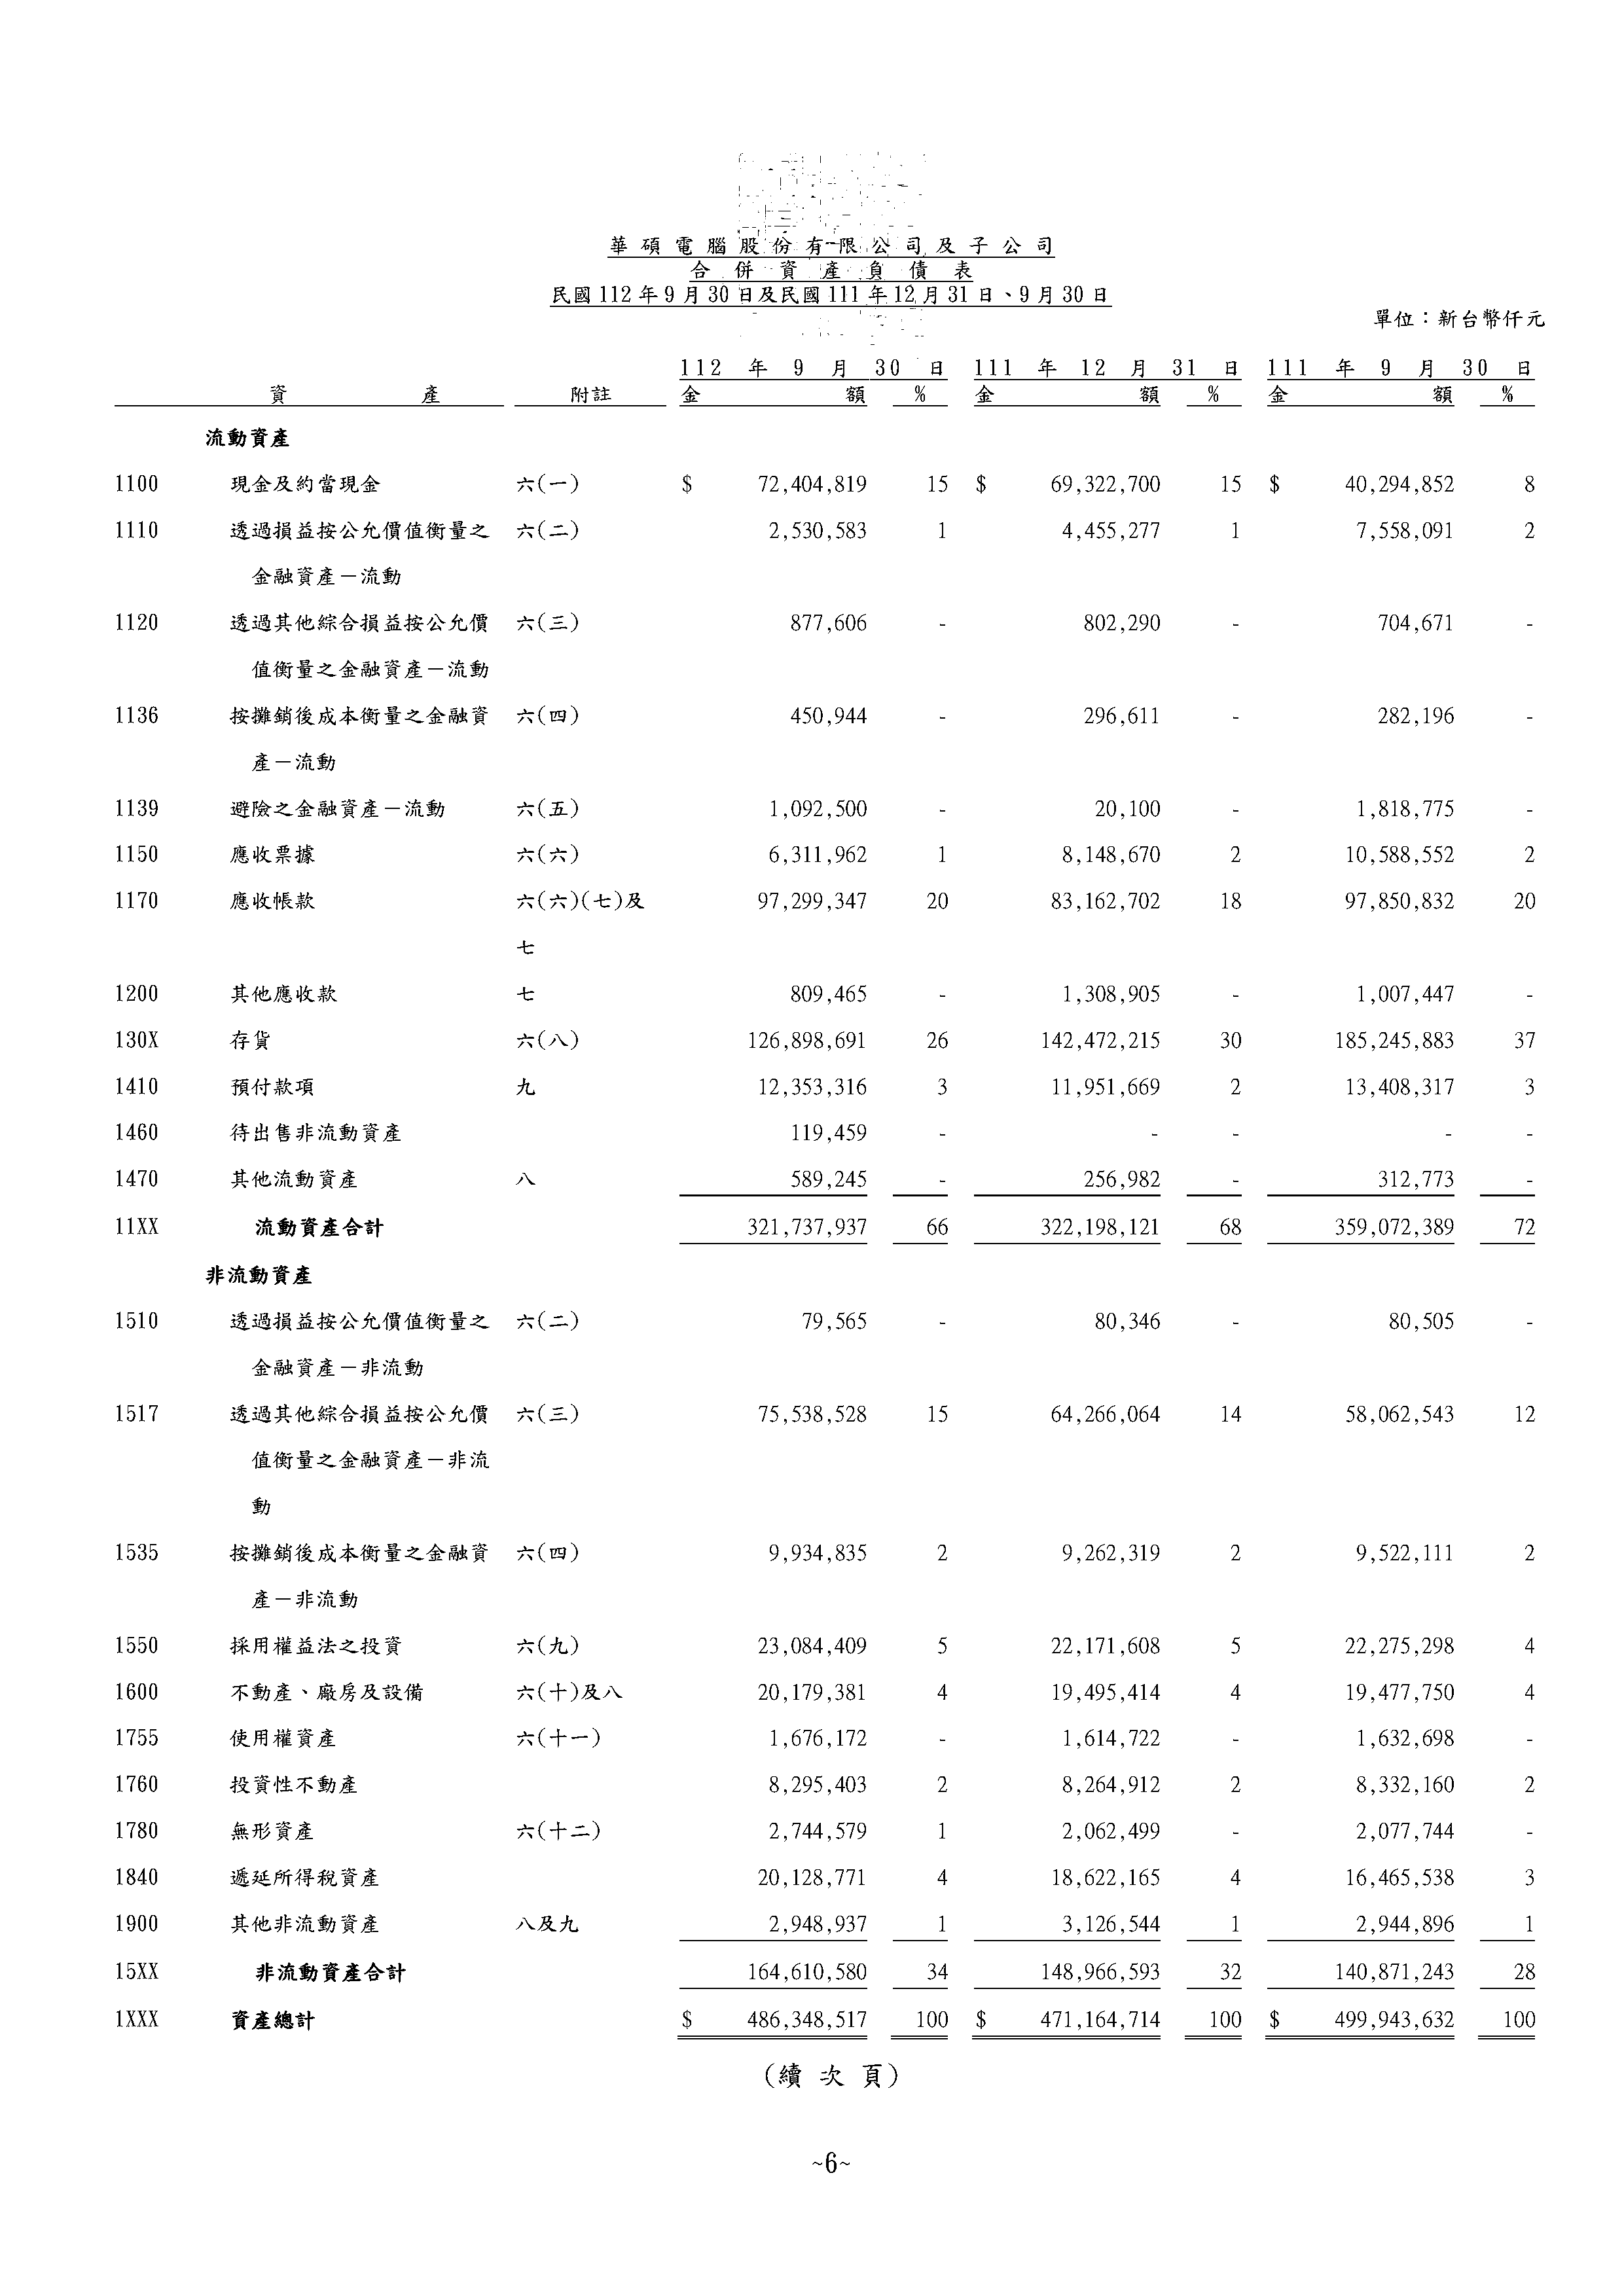 華碩電腦股份有限公司及子公司
合併資產負債表
民國112年9月30日及民國111年12月31日、9月30日
單位：新台幣仟元
112 年 9 月 30 日 111 年 12 月 31 日 111 年 9 月 30 日
資 產 附註 金 額 % 金 額 % 金 額 %
流動資產
1100 現金及約當現金 六(一) $ 72,404,819 15 $ 69,322,700 15 $ 40,294,852 8
1110 透過損益按公允價值衡量之 六(二) 2,530,583 1 4,455,277 1 7,558,091 2
金融資產－流動
1120 透過其他綜合損益按公允價 六(三) 877,606 - 802,290 - 704,671 -
值衡量之金融資產－流動
1136 按攤銷後成本衡量之金融資 六(四) 450,944 - 296,611 - 282,196 -
產－流動
1139 避險之金融資產－流動 六(五) 1,092,500 - 20,100 - 1,818,775 -
1150 應收票據 六(六) 6,311,962 1 8,148,670 2 10,588,552 2
1170 應收帳款 六(六)(七)及 97,299,347 20 83,162,702 18 97,850,832 20
七
1200 其他應收款 七 809,465 - 1,308,905 - 1,007,447 -
130X 存貨 六(八) 126,898,691 26 142,472,215 30 185,245,883 37
1410 預付款項 九 12,353,316 3 11,951,669 2 13,408,317 3
1460 待出售非流動資產 119,459 - - - - -
1470 其他流動資產 八 589,245 - 256,982 - 312,773 -
11XX 流動資產合計 321,737,937 66 322,198,121 68 359,072,389 72
非流動資產
1510 透過損益按公允價值衡量之 六(二) 79,565 - 80,346 - 80,505 -
金融資產－非流動
1517 透過其他綜合損益按公允價 六(三) 75,538,528 15 64,266,064 14 58,062,543 12
值衡量之金融資產－非流
動
1535 按攤銷後成本衡量之金融資 六(四) 9,934,835 2 9,262,319 2 9,522,111 2
產－非流動
1550 採用權益法之投資 六(九) 23,084,409 5 22,171,608 5 22,275,298 4
1600 不動產、廠房及設備 六(十)及八 20,179,381 4 19,495,414 4 19,477,750 4
1755 使用權資產 六(十一) 1,676,172 - 1,614,722 - 1,632,698 -
1760 投資性不動產 8,295,403 2 8,264,912 2 8,332,160 2
1780 無形資產 六(十二) 2,744,579 1 2,062,499 - 2,077,744 -
1840 遞延所得稅資產 20,128,771 4 18,622,165 4 16,465,538 3
1900 其他非流動資產 八及九 2,948,937 1 3,126,544 1 2,944,896 1
15XX 非流動資產合計 164,610,580 34 148,966,593 32 140,871,243 28
1XXX 資產總計 $ 486,348,517 100 $ 471,164,714 100 $ 499,943,632 100
(續 次 頁)
~6~